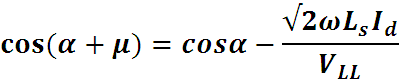 cos(α + μ) = cosα − √2ωL_sI_d / V_LL